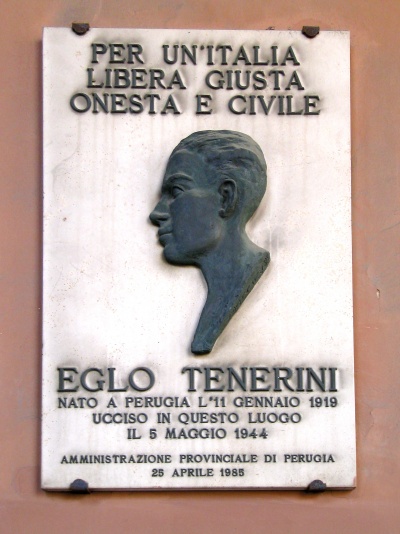 PER UN'ITALIA
LIBERA GIUSTA
ONESTA E CIVILE
EGLO TENERINI
NATO A PERUGIA L'11 GENNAIO 1919
UCCISO IN QUESTO LUOGO
IL 5 MAGGIO 1944
AMMINISTRAZIONE PROVINCIALE DI PERUGIA
25 APRILE 1985